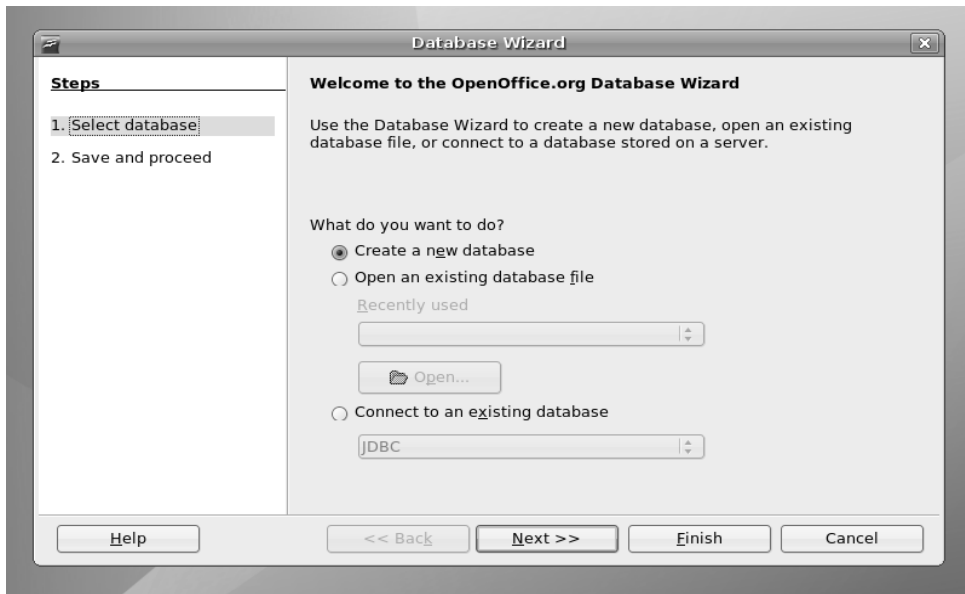 Database Wizard
Steps
1. Select database
2. Save and proceed
Welcome to the OpenOffice.org Database Wizard
Use the Database Wizard to create a new database, open an existing
database file, or connect to a database stored on a server.
What do you want to do?
Create a new database
Open an existing database file
Recently used
Open...
Connect to an existing database
JDBC
Help
<< Back
Next >>
Finish
Cancel